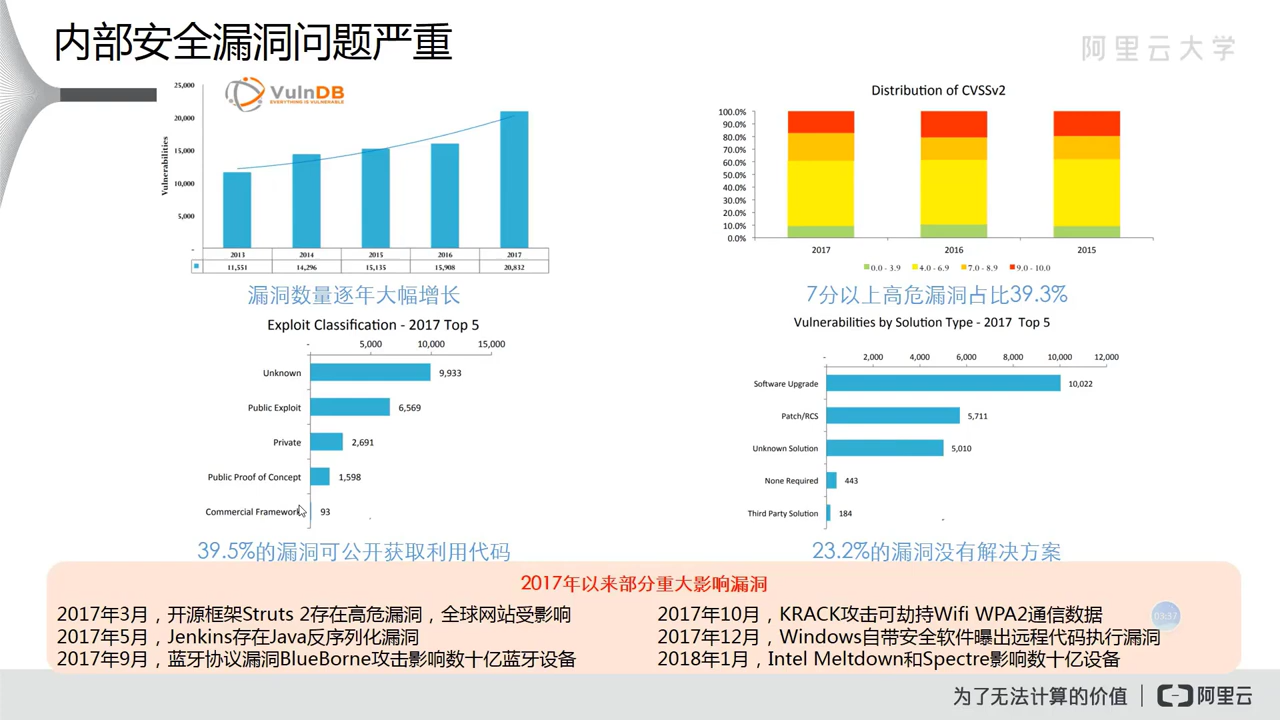 内部安全漏洞问题严重
阿里云大学
VulnDB
EVERYTHING IS VULNERABLE
Vulnerabilities
25,000
20,000
15,000
10,000
5,000
-
2013 2014 2015 2016 2017
11,551 14,296 15,135 15,908 20,832
漏洞数量逐年大幅增长
Distribution of CVSSv2
100.0%
90.0%
80.0%
70.0%
60.0%
50.0%
40.0%
30.0%
20.0%
10.0%
0.0%
2017 2016 2015
0.0 - 3.9 4.0 - 6.9 7.0 - 8.9 9.0 - 10.0
7分以上高危漏洞占比39.3%
Exploit Classification - 2017 Top 5
- 5,000 10,000 15,000
Unknown 9,933
Public Exploit 6,569
Private 2,691
Public Proof of Concept 1,598
Commercial Framework 93
39.5%的漏洞可公开获取利用代码
Vulnerabilities by Solution Type - 2017 Top 5
- 2,000 4,000 6,000 8,000 10,000 12,000
Software Upgrade 10,022
Patch/RCS 5,711
Unknown Solution 5,010
None Required 443
Third Party Solution 184
23.2%的漏洞没有解决方案
2017年以来部分重大影响漏洞
2017年3月，开源框架Struts 2存在高危漏洞，全球网站受影响
2017年5月，Jenkins存在Java反序列化漏洞
2017年9月，蓝牙协议漏洞BlueBorne攻击影响数十亿蓝牙设备
2017年10月，KRACK攻击可劫持Wifi WPA2通信数据
2017年12月，Windows自带安全软件曝出远程代码执行漏洞
2018年1月，Intel Meltdown和Spectre影响数十亿设备
03:57
为了无法计算的价值 | 阿里云